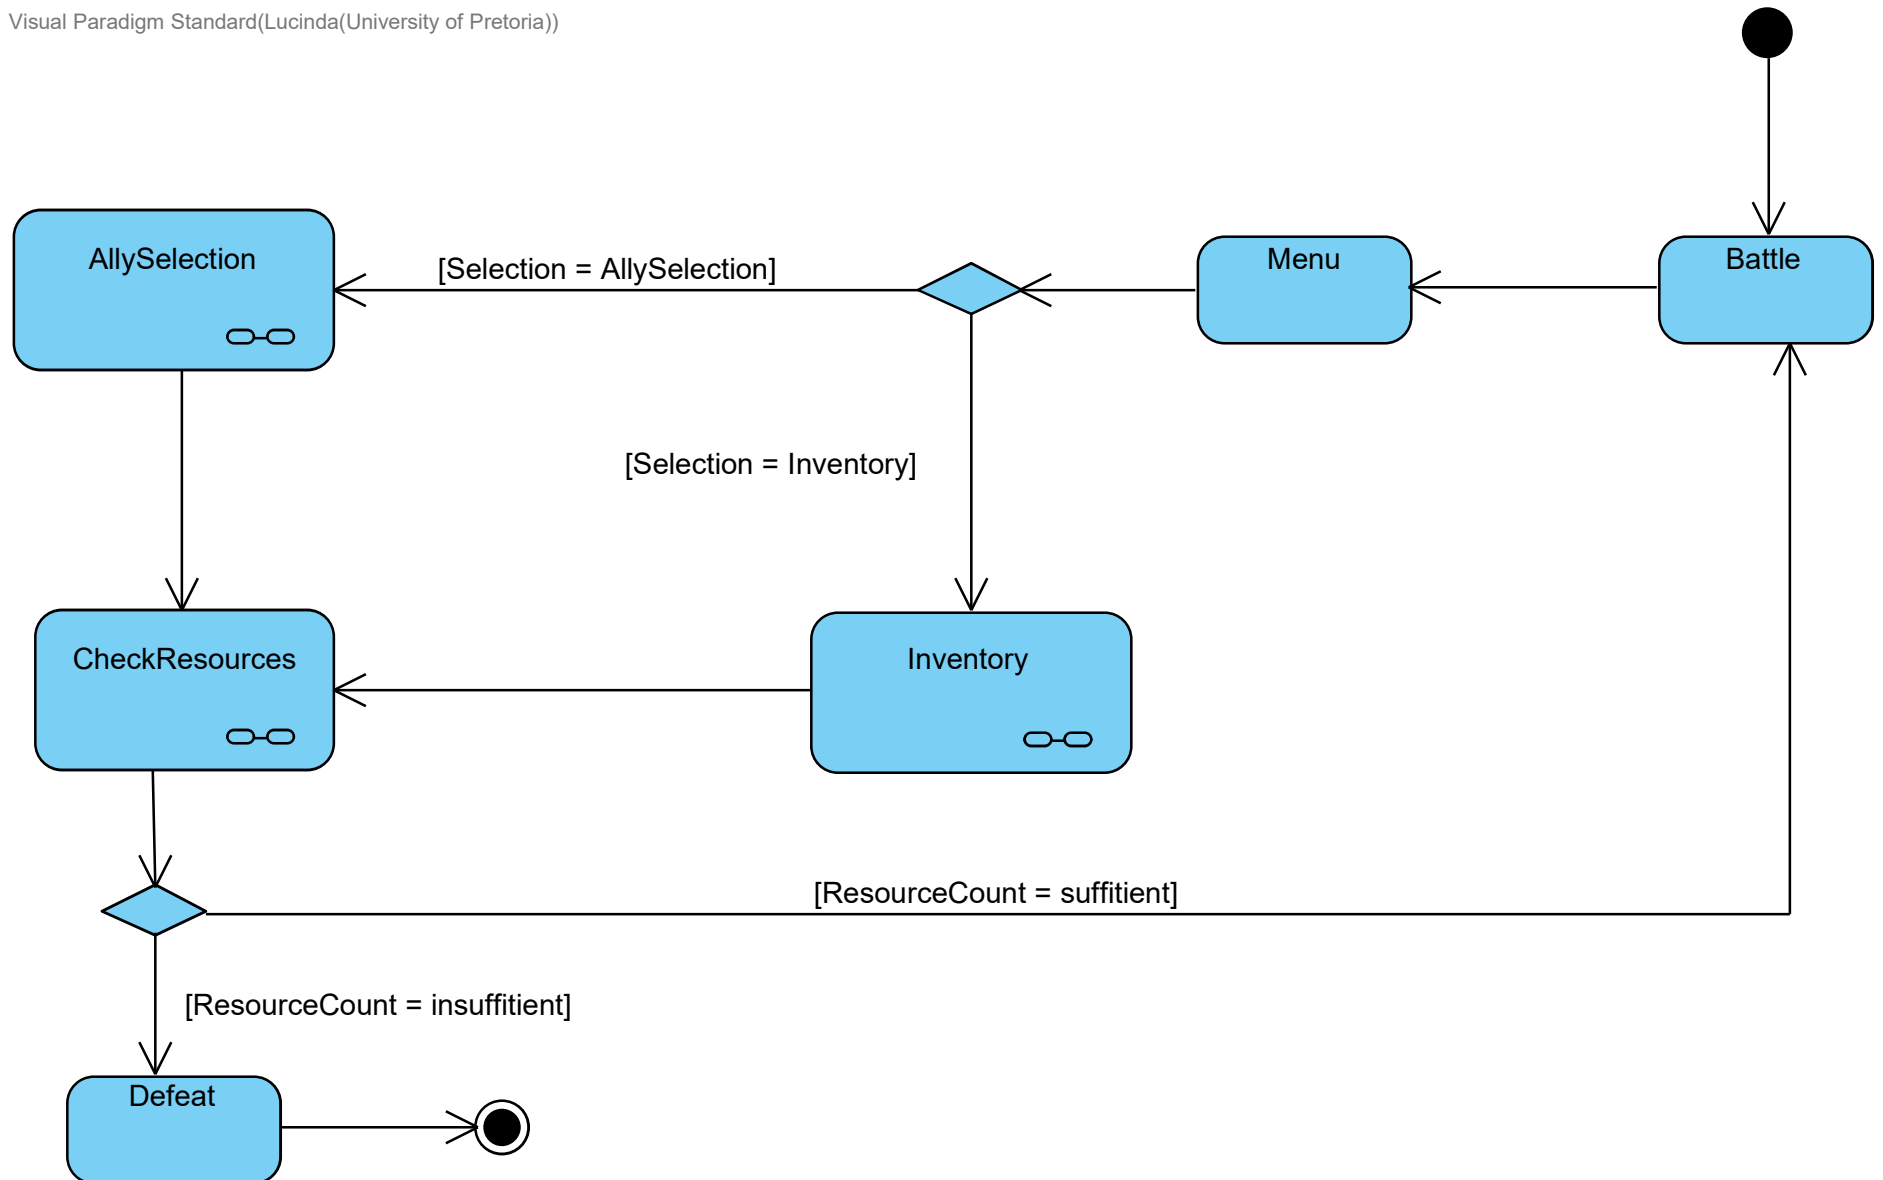 Visual Paradigm Standard(Lucinda(University of Pretoria))
AllySelection
[Selection = AllySelection]
Menu
Battle
[Selection = Inventory]
CheckResources
Inventory
[ResourceCount = suffitient]
[ResourceCount = insuffitient]
Defeat